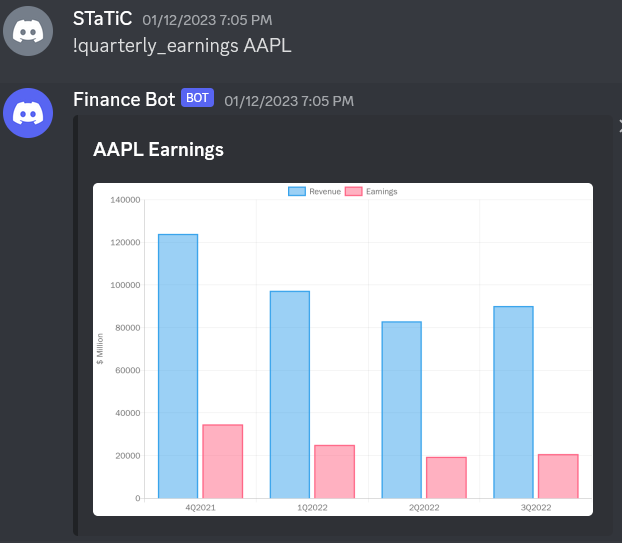 STaTiC 01/12/2023 7:05 PM
!quarterly_earnings AAPL
Finance Bot BOT 01/12/2023 7:05 PM
AAPL Earnings
Revenue Earnings
140000
120000
100000
80000
$ Million
60000
40000
20000
0
4Q2021 1Q2022 2Q2022 3Q2022